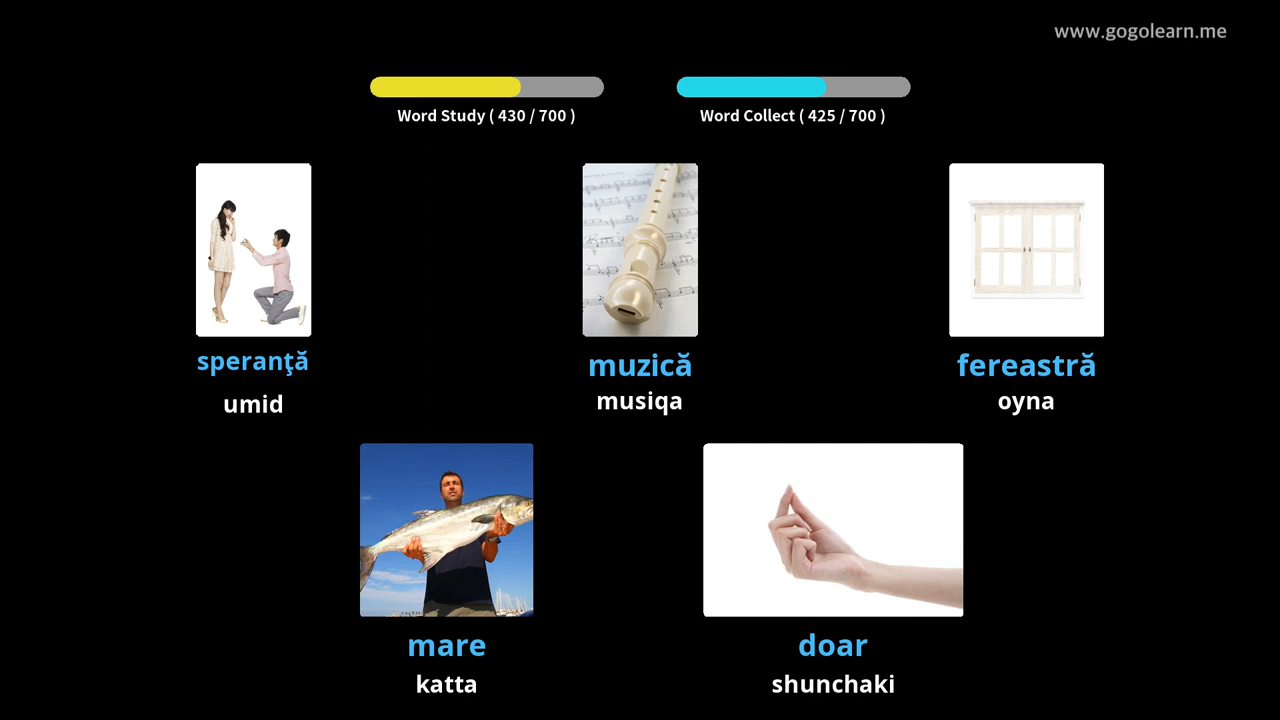 www.gogolearn.me
Word Study ( 430 / 700 )
Word Collect ( 425 / 700 )
speranţă
umid
muzică
musiqa
fereastră
oyna
mare
katta
doar
shunchaki